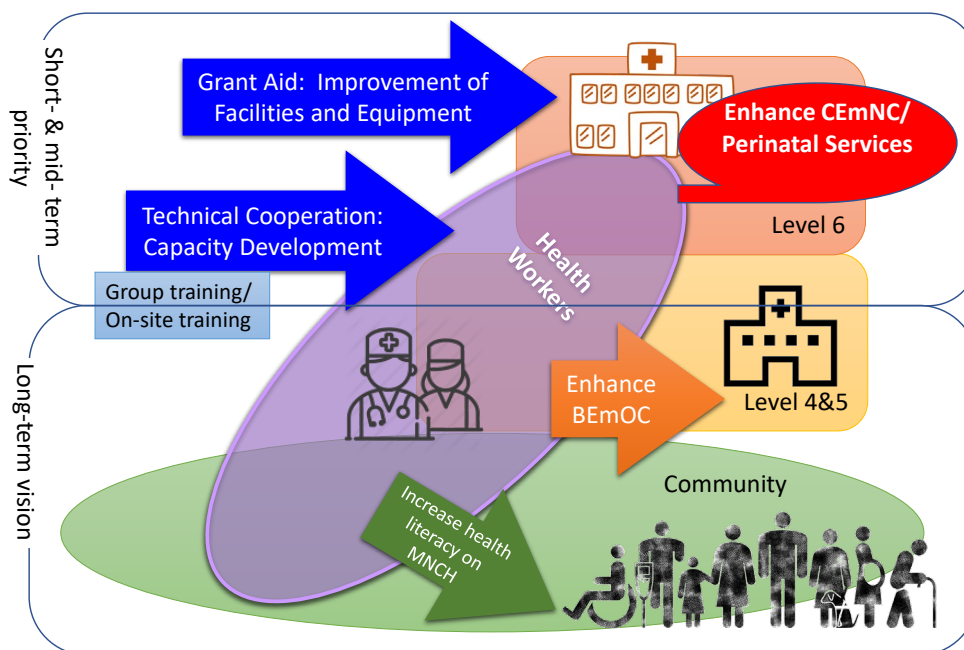 Short- & mid- term
priority
Grant Aid:  Improvement of
Facilities and Equipment
Enhance CEmNC/
Perinatal Services
Level 6
Technical Cooperation:
Capacity Development
Health
Workers
Group training/
On-site training
Long-term vision
Enhance
BEmOC
Level 4&5
Community
Increase health
literacy on
MNCH